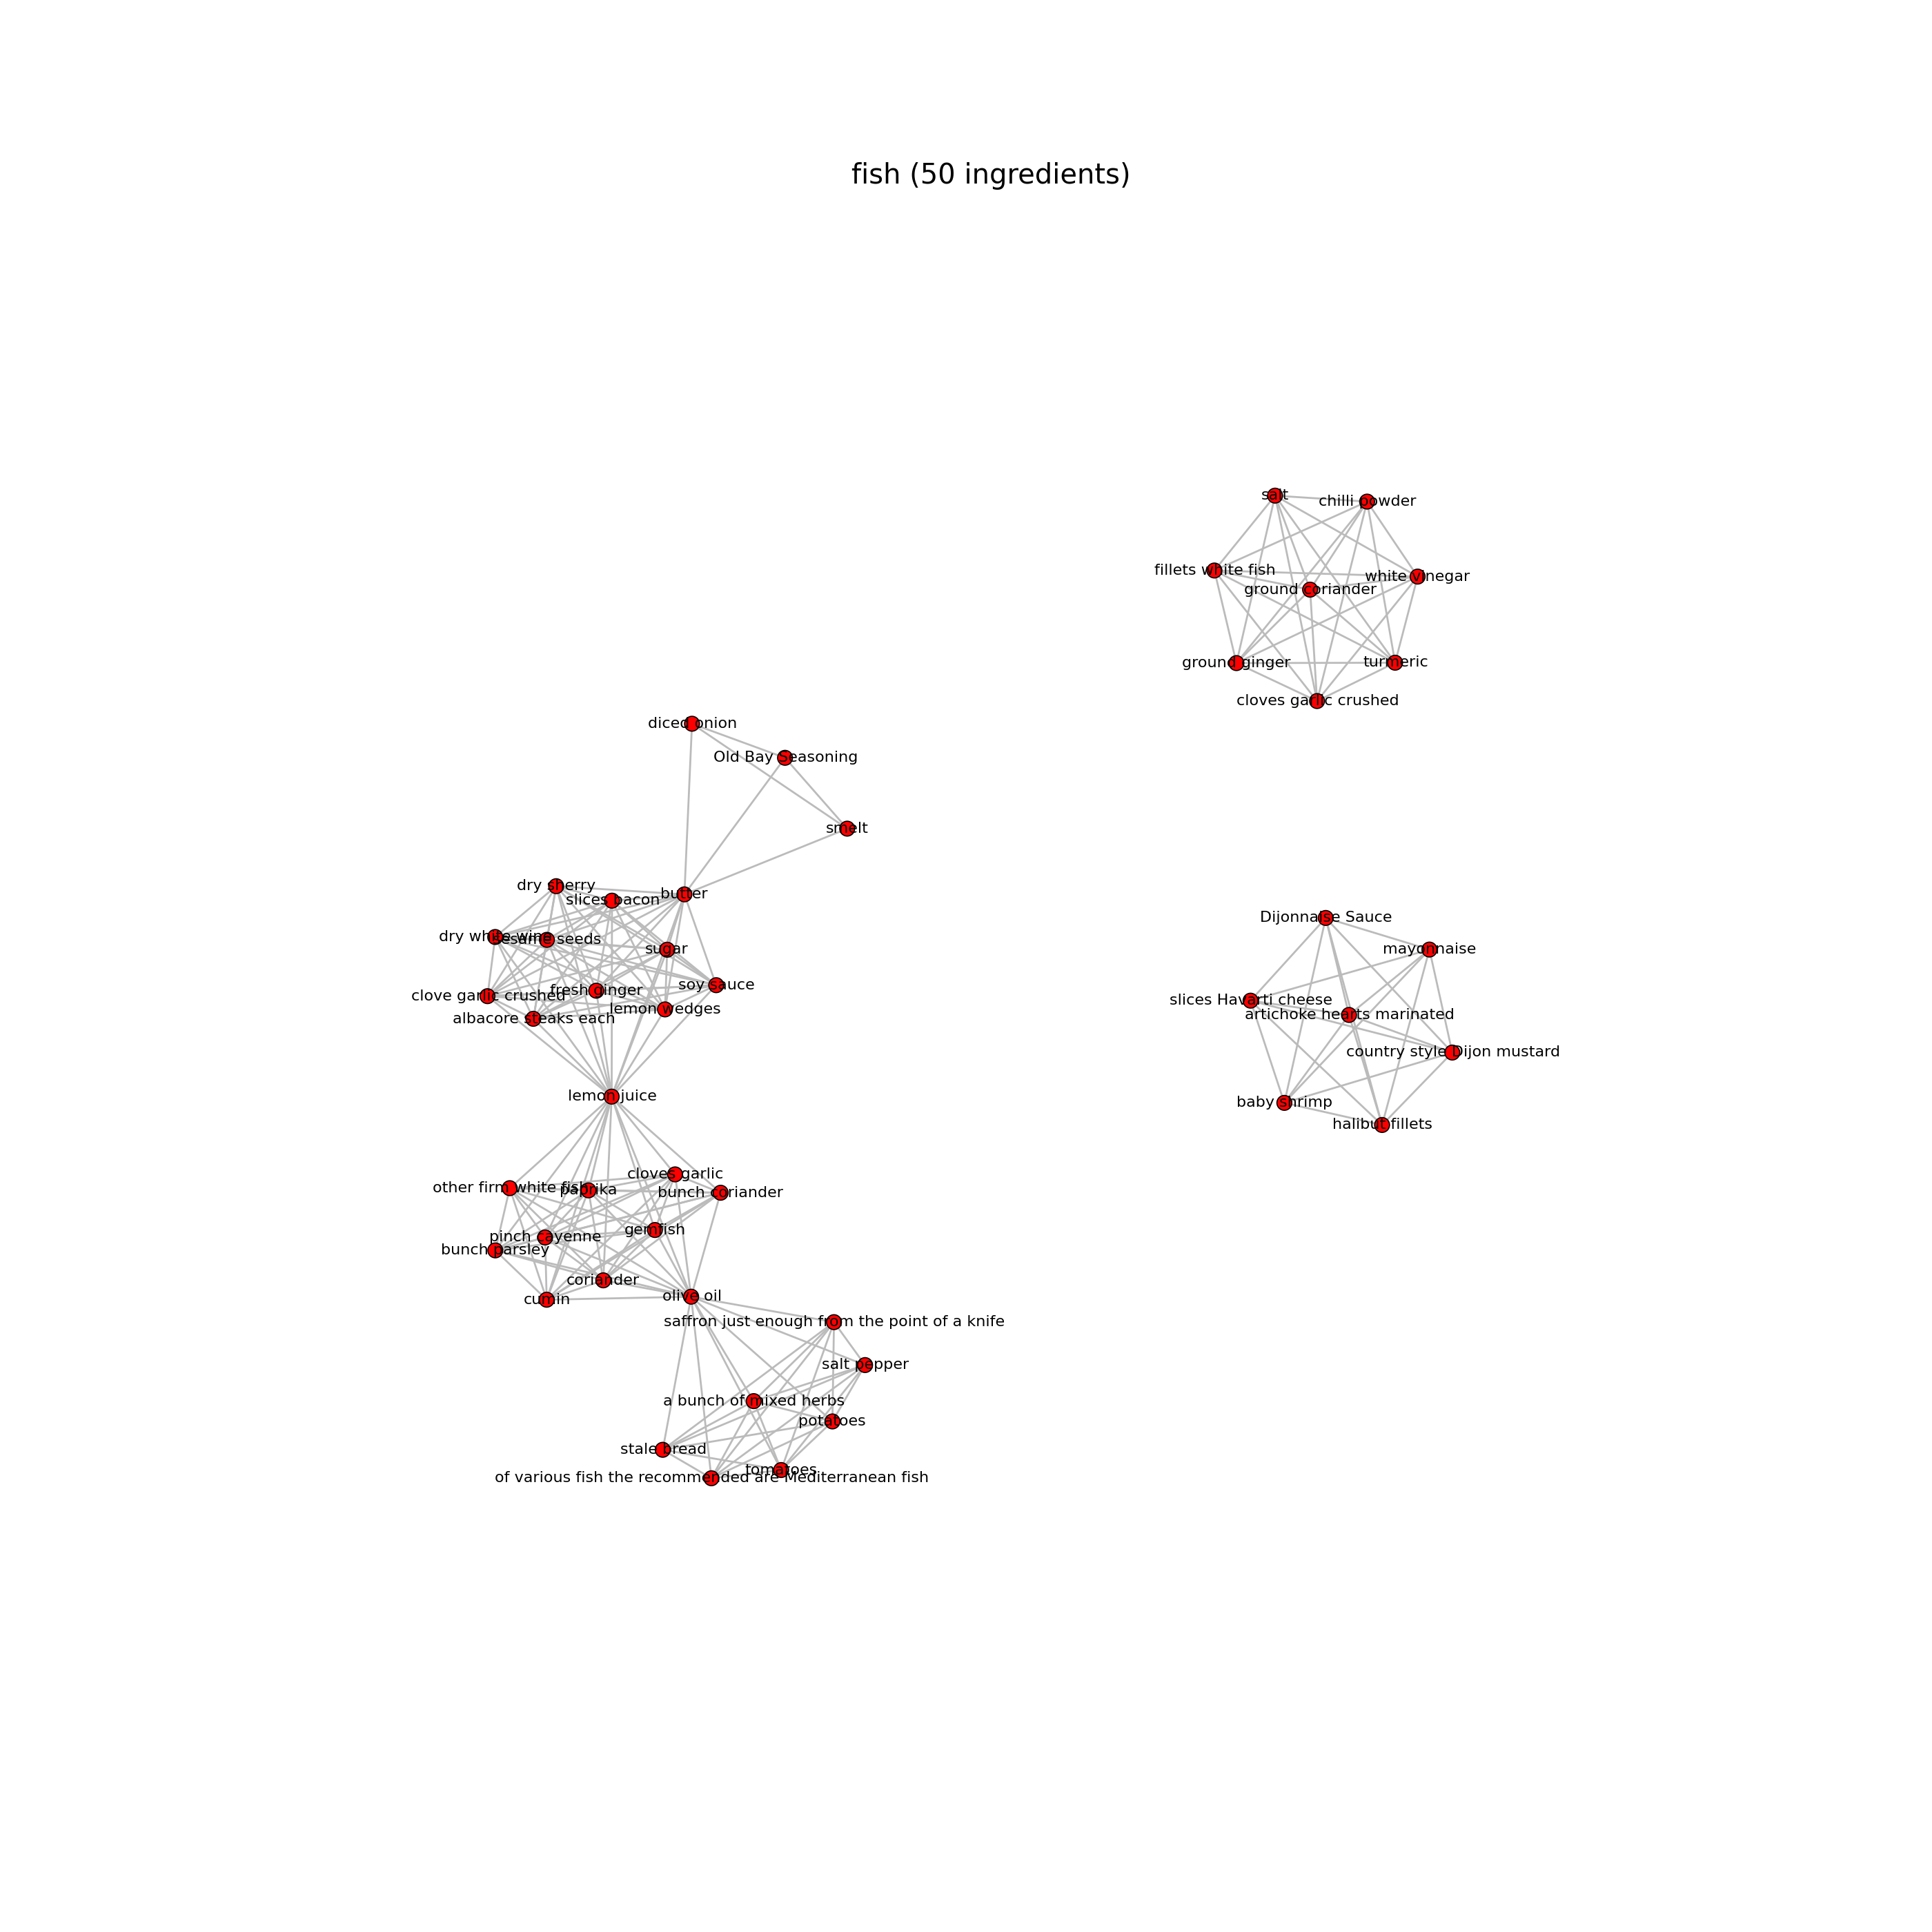 fish (50 ingredients)
salt
chilli powder
fillets white fish
white vinegar
ground coriander
ground ginger
turmeric
cloves garlic crushed
diced onion
Old Bay Seasoning
smelt
dry sherry
butter
slices bacon
dry white wine
sesame seeds
sugar
soy sauce
fresh ginger
clove garlic crushed
lemon wedges
albacore steaks each
Dijonnaise Sauce
mayonnaise
slices Havarti cheese
artichoke hearts marinated
country style Dijon mustard
baby shrimp
halibut fillets
lemon juice
cloves garlic
other firm white fish
paprika
bunch coriander
gemfish
pinch cayenne
bunch parsley
coriander
cumin
olive oil
saffron just enough from the point of a knife
salt pepper
a bunch of mixed herbs
potatoes
stale bread
tomatoes
of various fish the recommended are Mediterranean fish